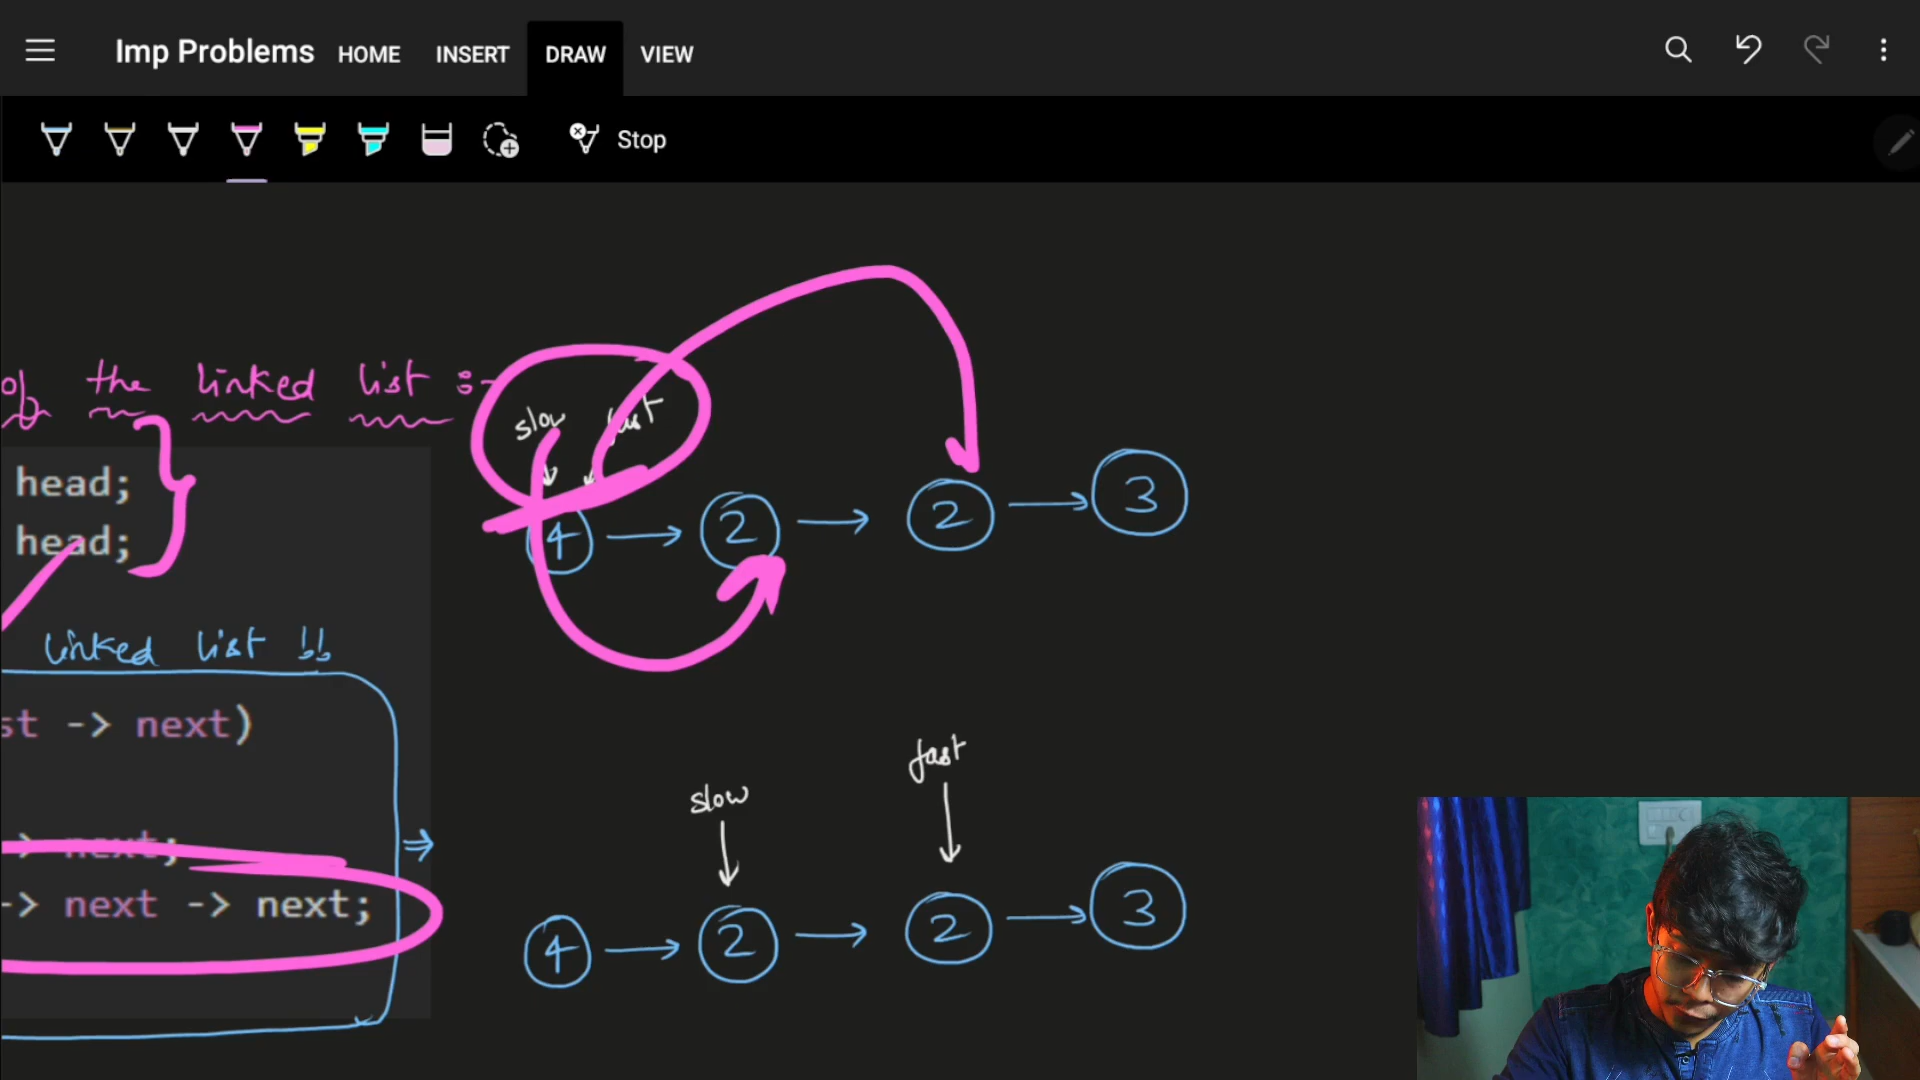 Imp Problems HOME INSERT DRAW VIEW
Stop
of the linked list :-
slow fast
head;
head;
4 2 2 3
linked list !!
st -> next)
fast
slow
-> next;
-> next -> next;
4 2 2 3